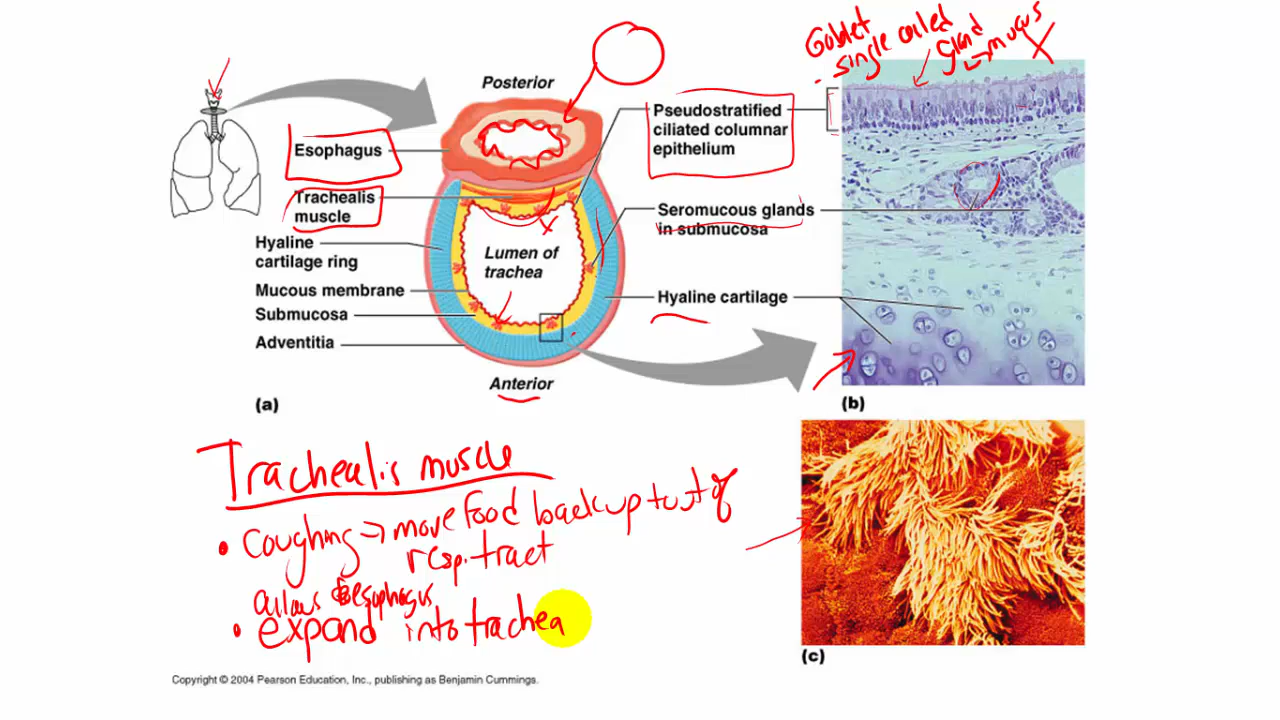 Goblet
- single celled
gland
↳ mucus
Posterior
Esophagus
Trachealis
muscle
Hyaline
cartilage ring
Mucous membrane
Submucosa
Adventitia
Lumen of
trachea
Anterior
(a)
Pseudostratified
ciliated columnar
epithelium
Seromucous glands
in submucosa
Hyaline cartilage
(b)
Trachealis muscle
• Coughing → move food back up + out of
resp. tract
allows esophagus
• expand into trachea
(c)
Copyright © 2004 Pearson Education, Inc., publishing as Benjamin Cummings.